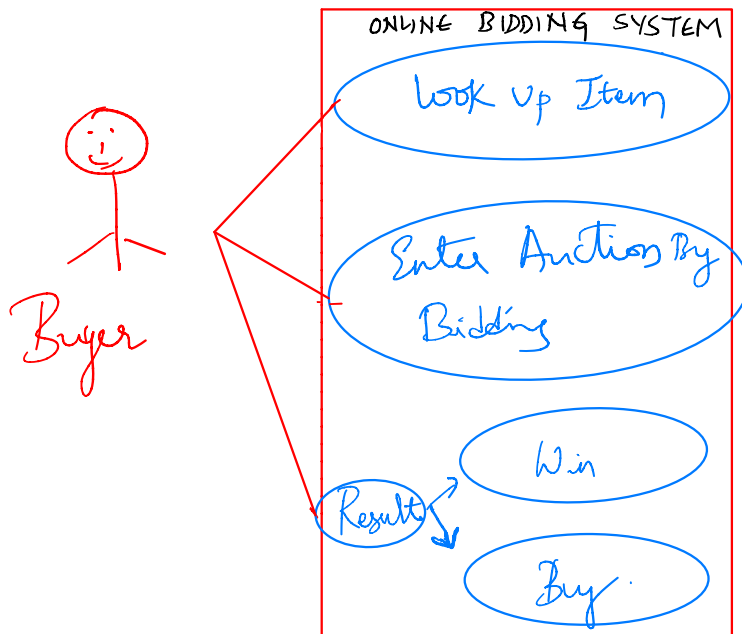 ONLINE BIDDING SYSTEM
Look Up Item
Enter Auction By
Bidding
Buyer
Win
Result
Buy.